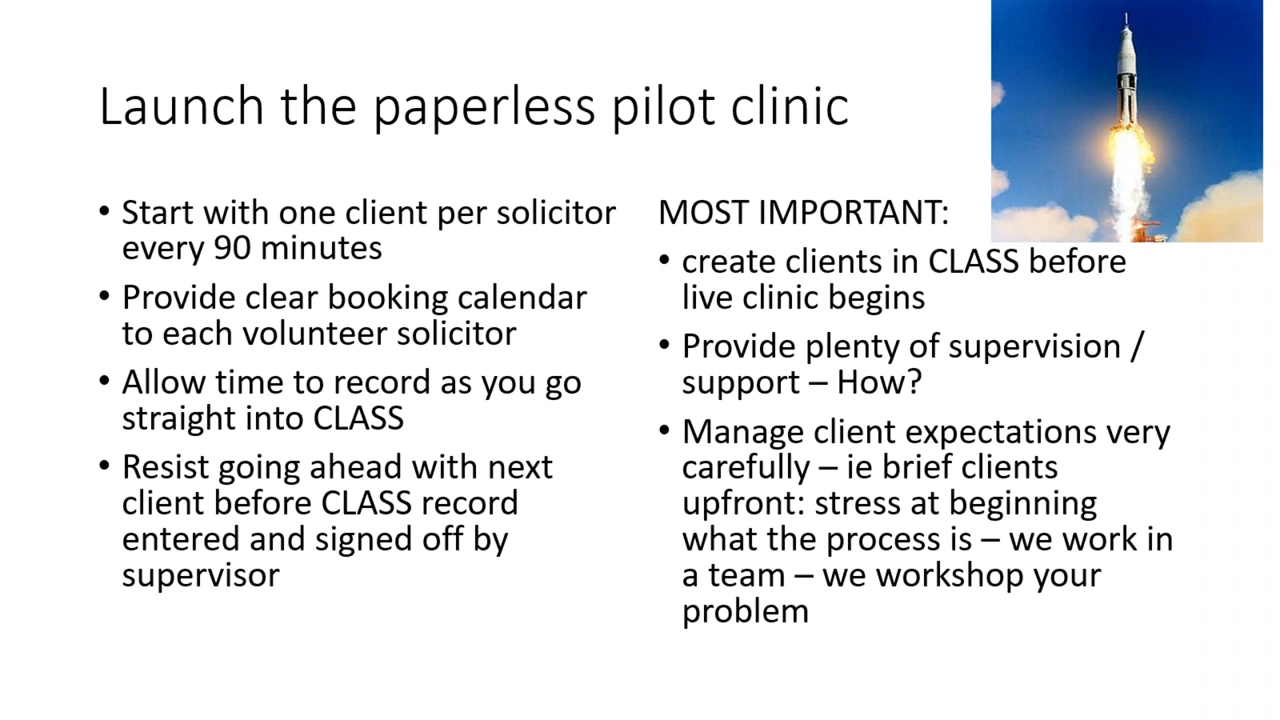 Launch the paperless pilot clinic
• Start with one client per solicitor
every 90 minutes
• Provide clear booking calendar
to each volunteer solicitor
• Allow time to record as you go
straight into CLASS
• Resist going ahead with next
client before CLASS record
entered and signed off by
supervisor
MOST IMPORTANT:
• create clients in CLASS before
live clinic begins
• Provide plenty of supervision /
support – How?
• Manage client expectations very
carefully – ie brief clients
upfront: stress at beginning
what the process is – we work in
a team – we workshop your
problem